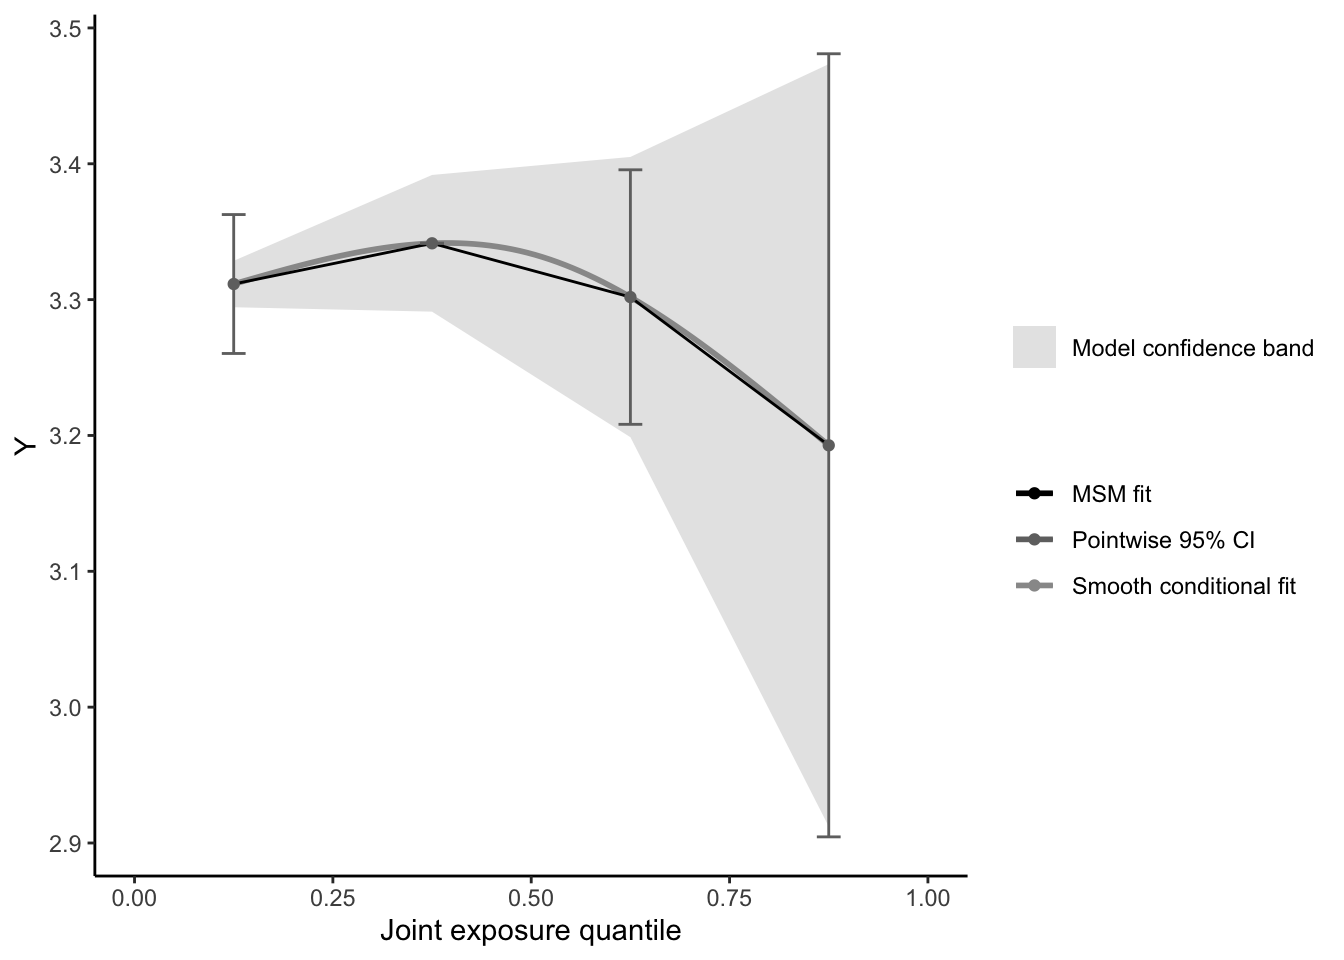 3.5
3.4
3.3
3.2
3.1
3.0
2.9
Y
0.00 0.25 0.50 0.75 1.00
Joint exposure quantile
Model confidence band
MSM fit
Pointwise 95% CI
Smooth conditional fit